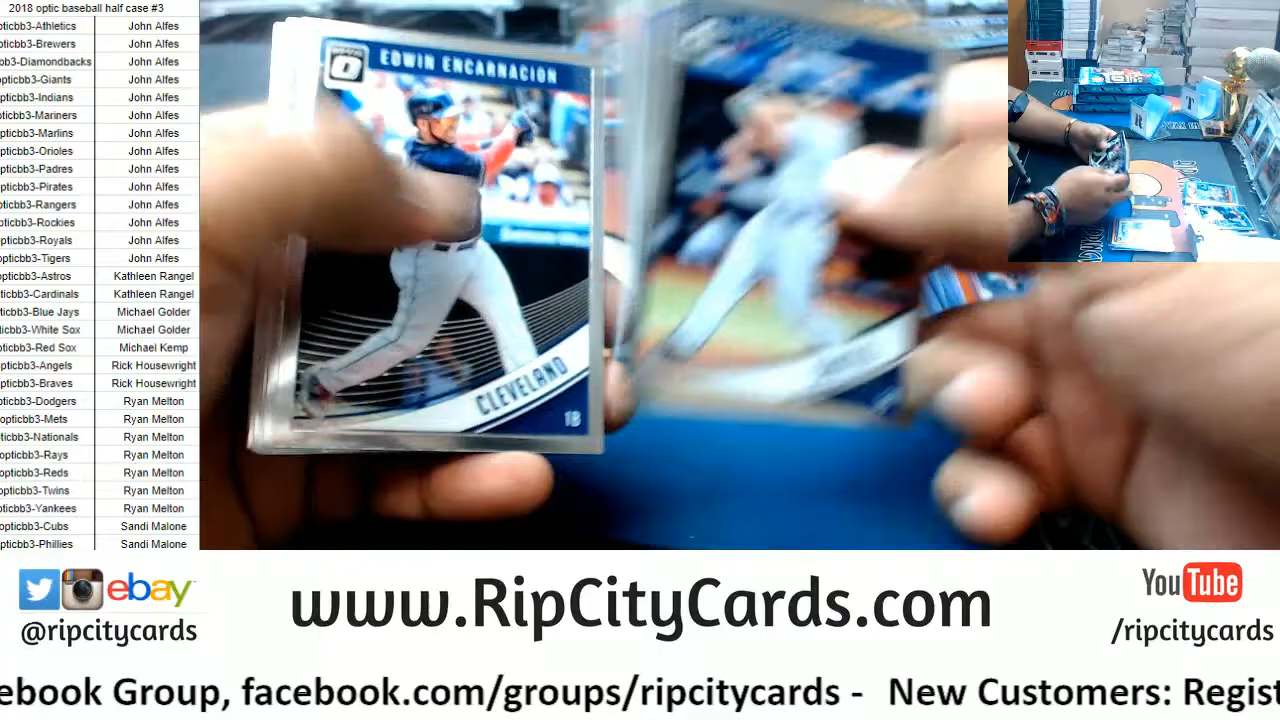 2018 optic baseball half case #3
pticbb3-Athletics John Alfes
pticbb3-Brewers John Alfes
bb3-Diamondbacks John Alfes
opticbb3-Giants John Alfes
pticbb3-Indians John Alfes
pticbb3-Mariners John Alfes
pticbb3-Marlins John Alfes
pticbb3-Orioles John Alfes
pticbb3-Padres John Alfes
pticbb3-Pirates John Alfes
pticbb3-Rangers John Alfes
pticbb3-Rockies John Alfes
pticbb3-Royals John Alfes
pticbb3-Tigers John Alfes
pticbb3-Astros Kathleen Rangel
ticbb3-Cardinals Kathleen Rangel
ticbb3-Blue Jays Michael Golder
ticbb3-White Sox Michael Golder
ticbb3-Red Sox Michael Kemp
pticbb3-Angels Rick Housewright
pticbb3-Braves Rick Housewright
pticbb3-Dodgers Ryan Melton
opticbb3-Mets Ryan Melton
pticbb3-Nationals Ryan Melton
opticbb3-Rays Ryan Melton
opticbb3-Reds Ryan Melton
opticbb3-Twins Ryan Melton
pticbb3-Yankees Ryan Melton
opticbb3-Cubs Sandi Malone
pticbb3-Phillies Sandi Malone
EDWIN ENCARNACION
CLEVELAND
1B
ebay
@ripcitycards
www.RipCityCards.com
YouTube
/ripcitycards
ebook Group, facebook.com/groups/ripcitycards - New Customers: Regist